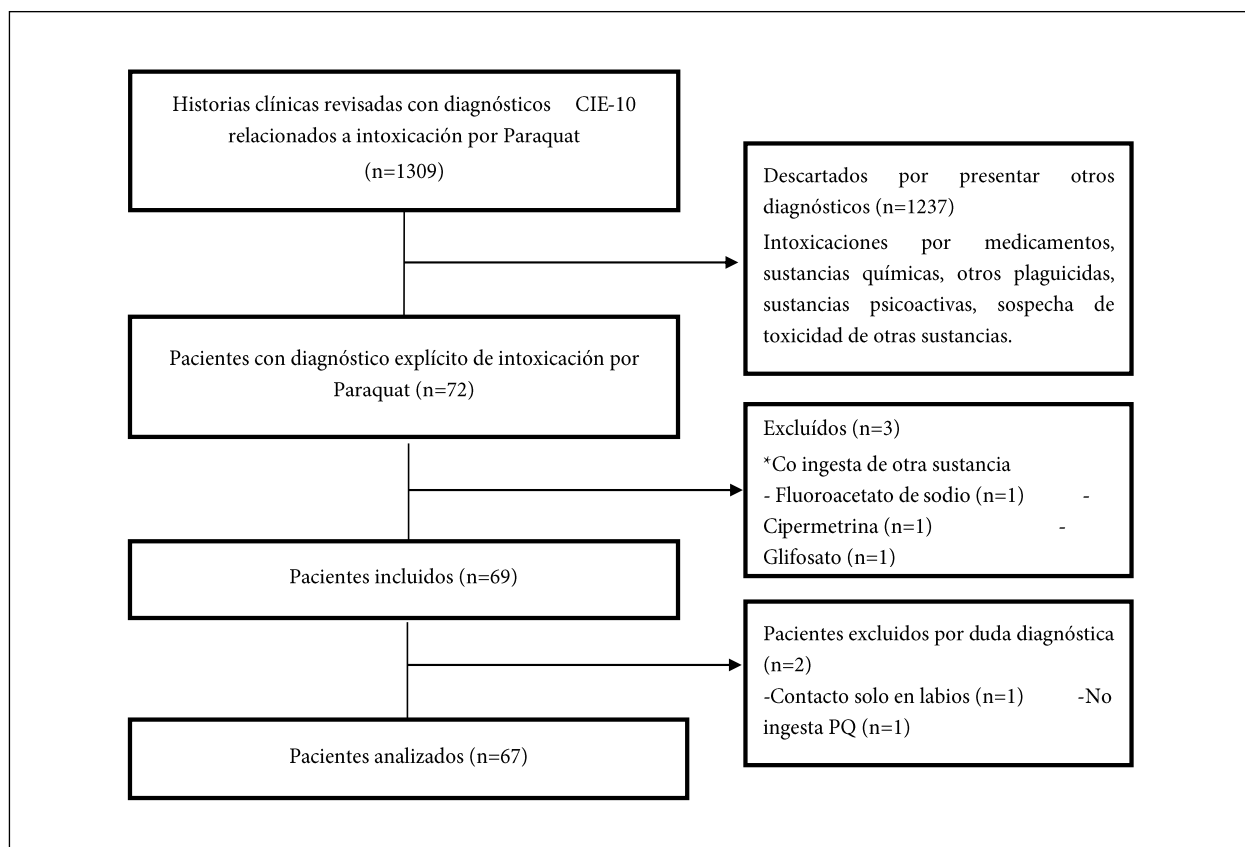 Historias clínicas revisadas con diagnósticos CIE-10
relacionados a intoxicación por Paraquat
(n=1309)
Descartados por presentar otros
diagnósticos (n=1237)
Intoxicaciones por medicamentos,
sustancias químicas, otros plaguicidas,
sustancias psicoactivas, sospecha de
toxicidad de otras sustancias.
Pacientes con diagnóstico explícito de intoxicación por
Paraquat (n=72)
Excluídos (n=3)
*Co ingesta de otra sustancia
- Fluoroacetato de sodio (n=1) -
Cipermetrina (n=1) -
Glifosato (n=1)
Pacientes incluidos (n=69)
Pacientes excluidos por duda diagnóstica
(n=2)
-Contacto solo en labios (n=1) -No
ingesta PQ (n=1)
Pacientes analizados (n=67)